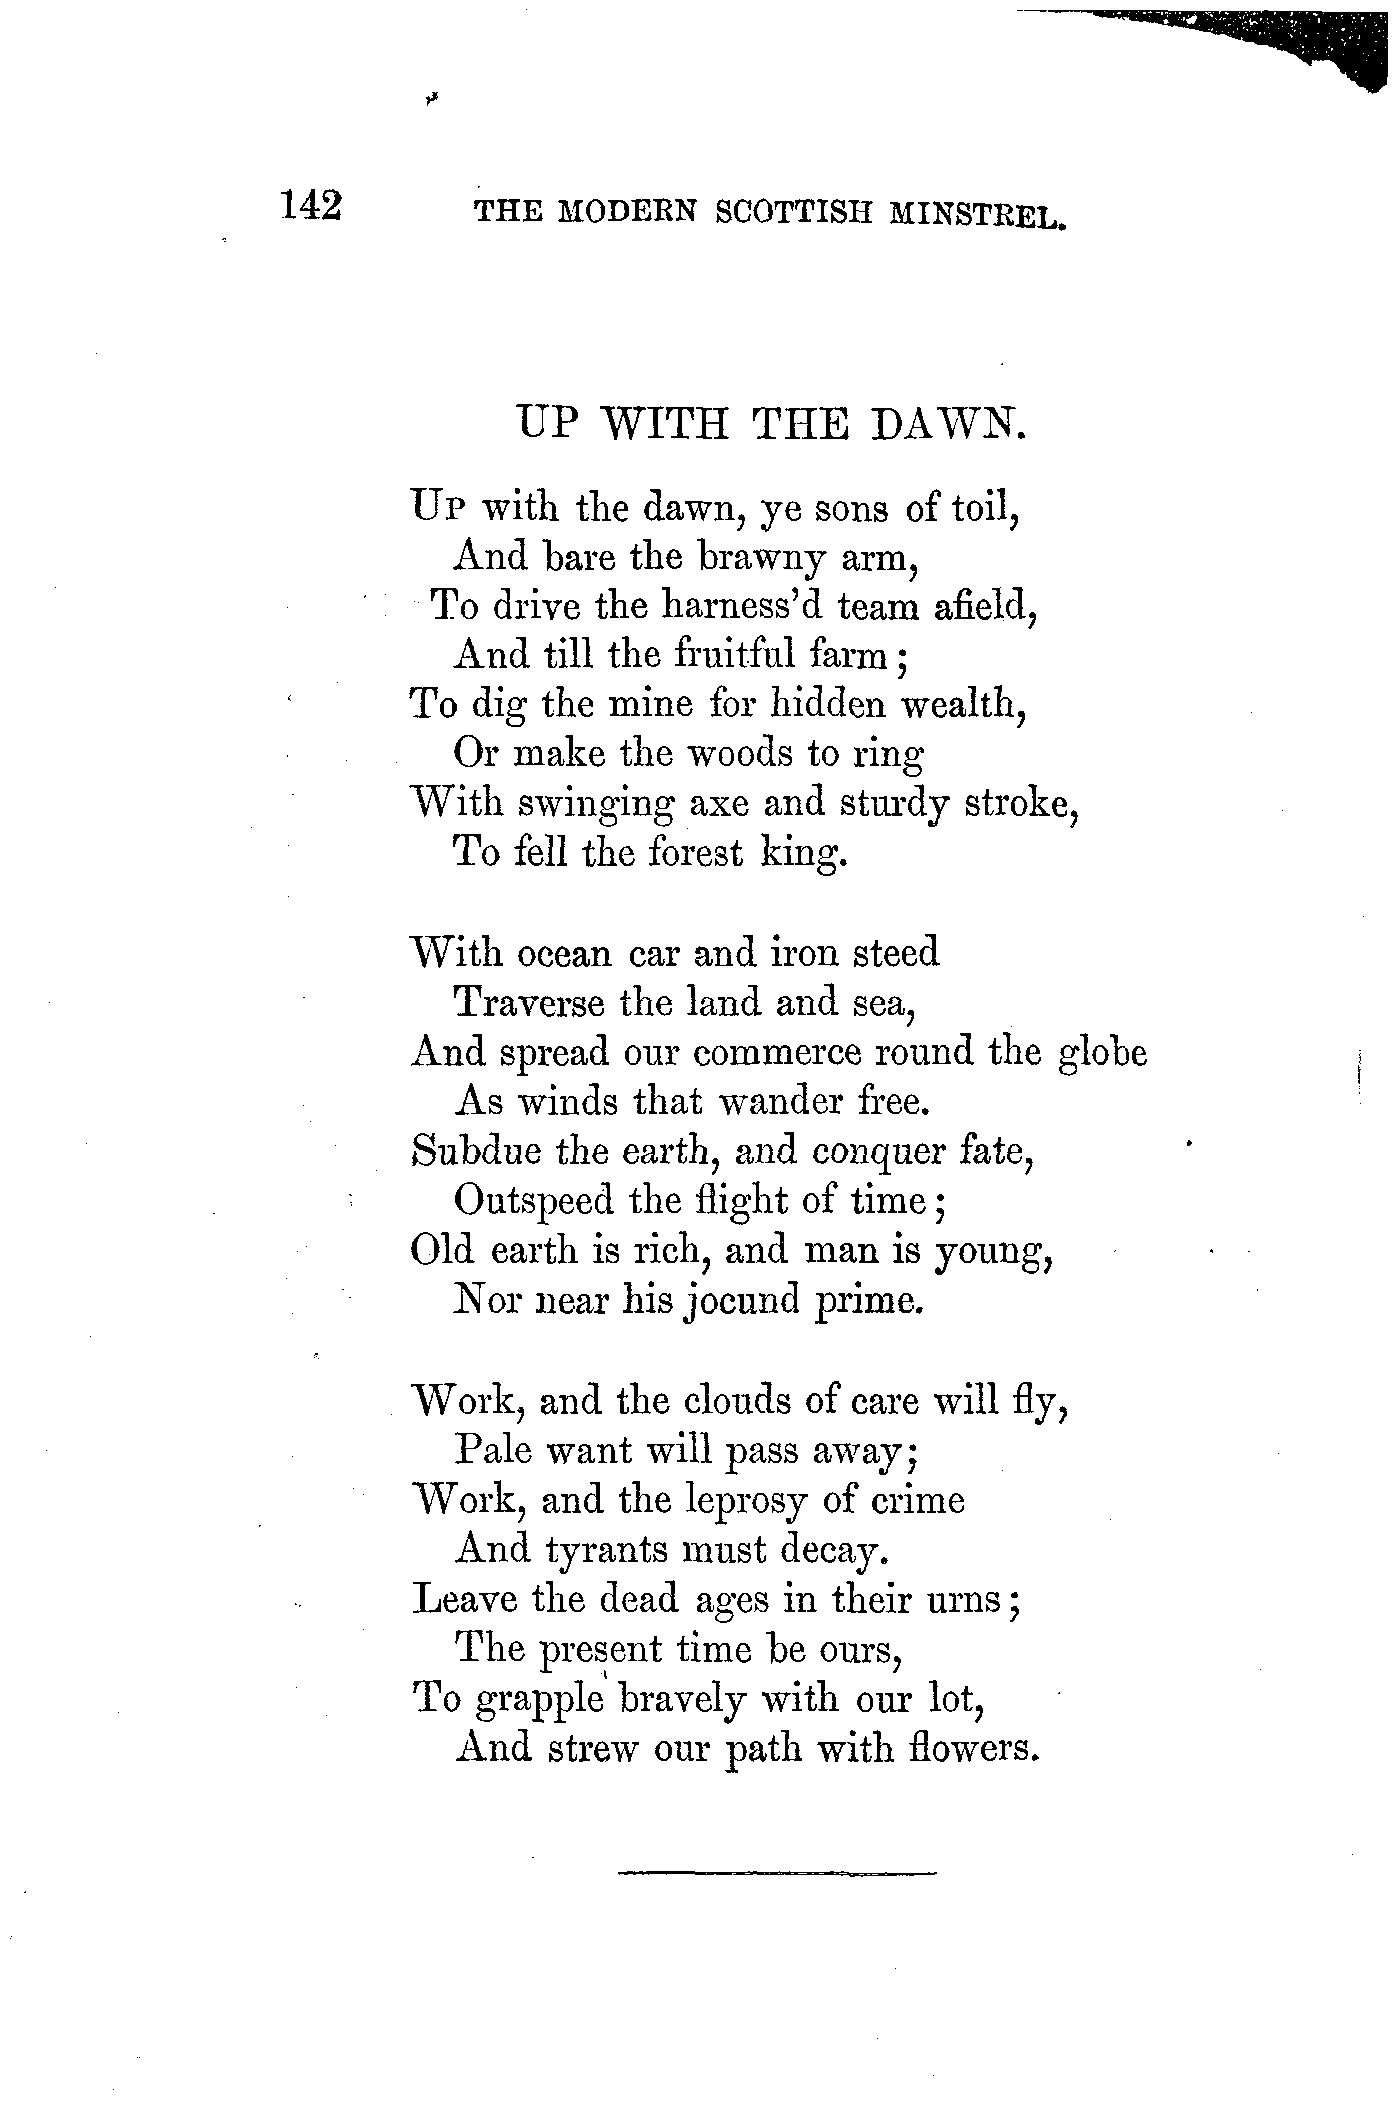 142 THE MODERN SCOTTISH MINSTREL.
UP WITH THE DAWN.
UP with the dawn, ye sons of toil,
And bare the brawny arm,
To drive the harness'd team afield,
And till the fruitful farm;
To dig the mine for hidden wealth,
Or make the woods to ring
With swinging axe and sturdy stroke,
To fell the forest king.
With ocean car and iron steed
Traverse the land and sea,
And spread our commerce round the globe
As winds that wander free.
Subdue the earth, and conquer fate,
Outspeed the flight of time;
Old earth is rich, and man is young,
Nor near his jocund prime.
Work, and the clouds of care will fly,
Pale want will pass away;
Work, and the leprosy of crime
And tyrants must decay.
Leave the dead ages in their urns;
The present time be ours,
To grapple bravely with our lot,
And strew our path with flowers.